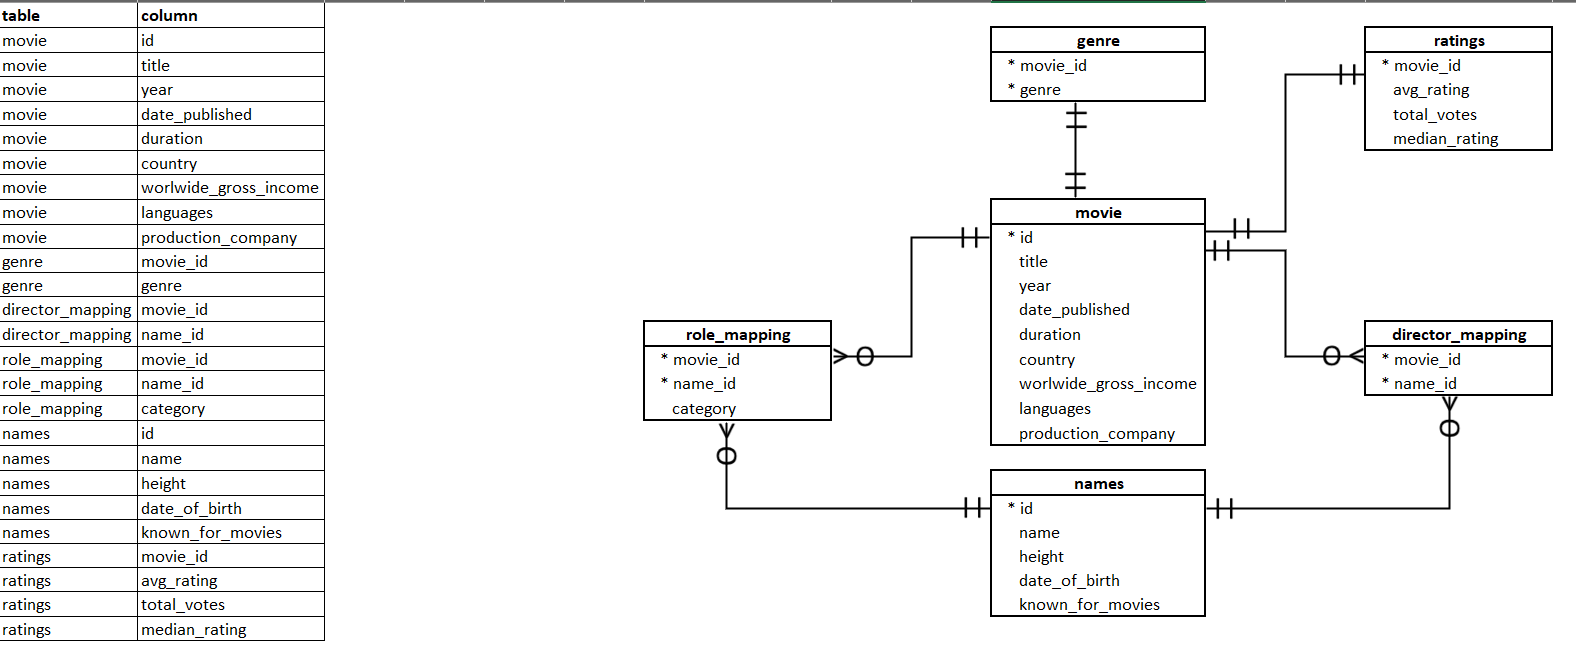 table column
movie id
movie title
movie year
movie date_published
movie duration
movie country
movie worlwide_gross_income
movie languages
movie production_company
genre movie_id
genre genre
director_mapping movie_id
director_mapping name_id
role_mapping movie_id
role_mapping name_id
role_mapping category
names id
names name
names height
names date_of_birth
names known_for_movies
ratings movie_id
ratings avg_rating
ratings total_votes
ratings median_rating
genre
* movie_id
* genre
ratings
* movie_id
avg_rating
total_votes
median_rating
movie
* id
title
year
date_published
duration
country
worlwide_gross_income
languages
production_company
role_mapping
* movie_id
* name_id
category
director_mapping
* movie_id
* name_id
names
* id
name
height
date_of_birth
known_for_movies